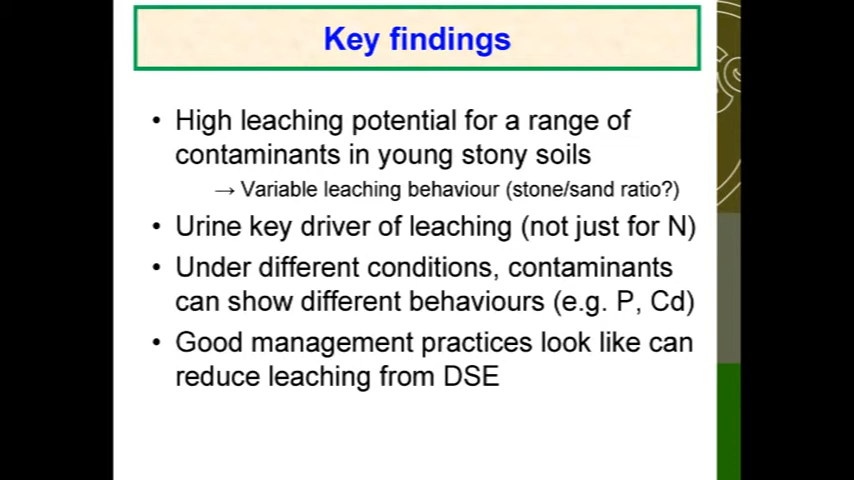 Key findings
• High leaching potential for a range of
contaminants in young stony soils
→ Variable leaching behaviour (stone/sand ratio?)
• Urine key driver of leaching (not just for N)
• Under different conditions, contaminants
can show different behaviours (e.g. P, Cd)
• Good management practices look like can
reduce leaching from DSE